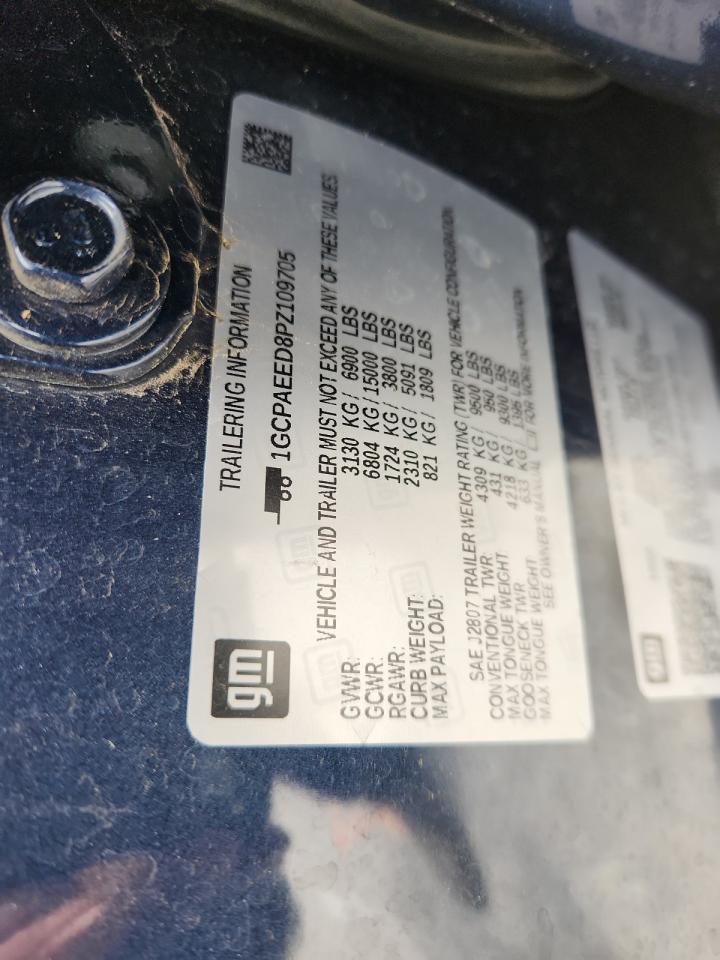 gm
TRAILERING INFORMATION
1GCPAEED8PZ109705
VEHICLE AND TRAILER MUST NOT EXCEED ANY OF THESE VALUES
GVWR: 3130 KG/ 6900 LBS
GCWR: 6804 KG/15000 LBS
RGAWR: 1724 KG/ 3800 LBS
CURB WEIGHT: 2310 KG/ 5091 LBS
MAX PAYLOAD: 821 KG/ 1809 LBS
SAE J2807 TRAILER WEIGHT RATING (TWR) FOR VEHICLE CONFIGURATION
CONVENTIONAL TWR: 4309 KG/ 9500 LBS
MAX TONGUE WEIGHT 431 KG/ 950 LBS
GOOSENECK TWR 4218 KG/ 9300 LBS
MAX TONGUE WEIGHT 633 KG/ 1395 LBS
SEE OWNER'S MANUAL FOR MORE INFORMATION
gm